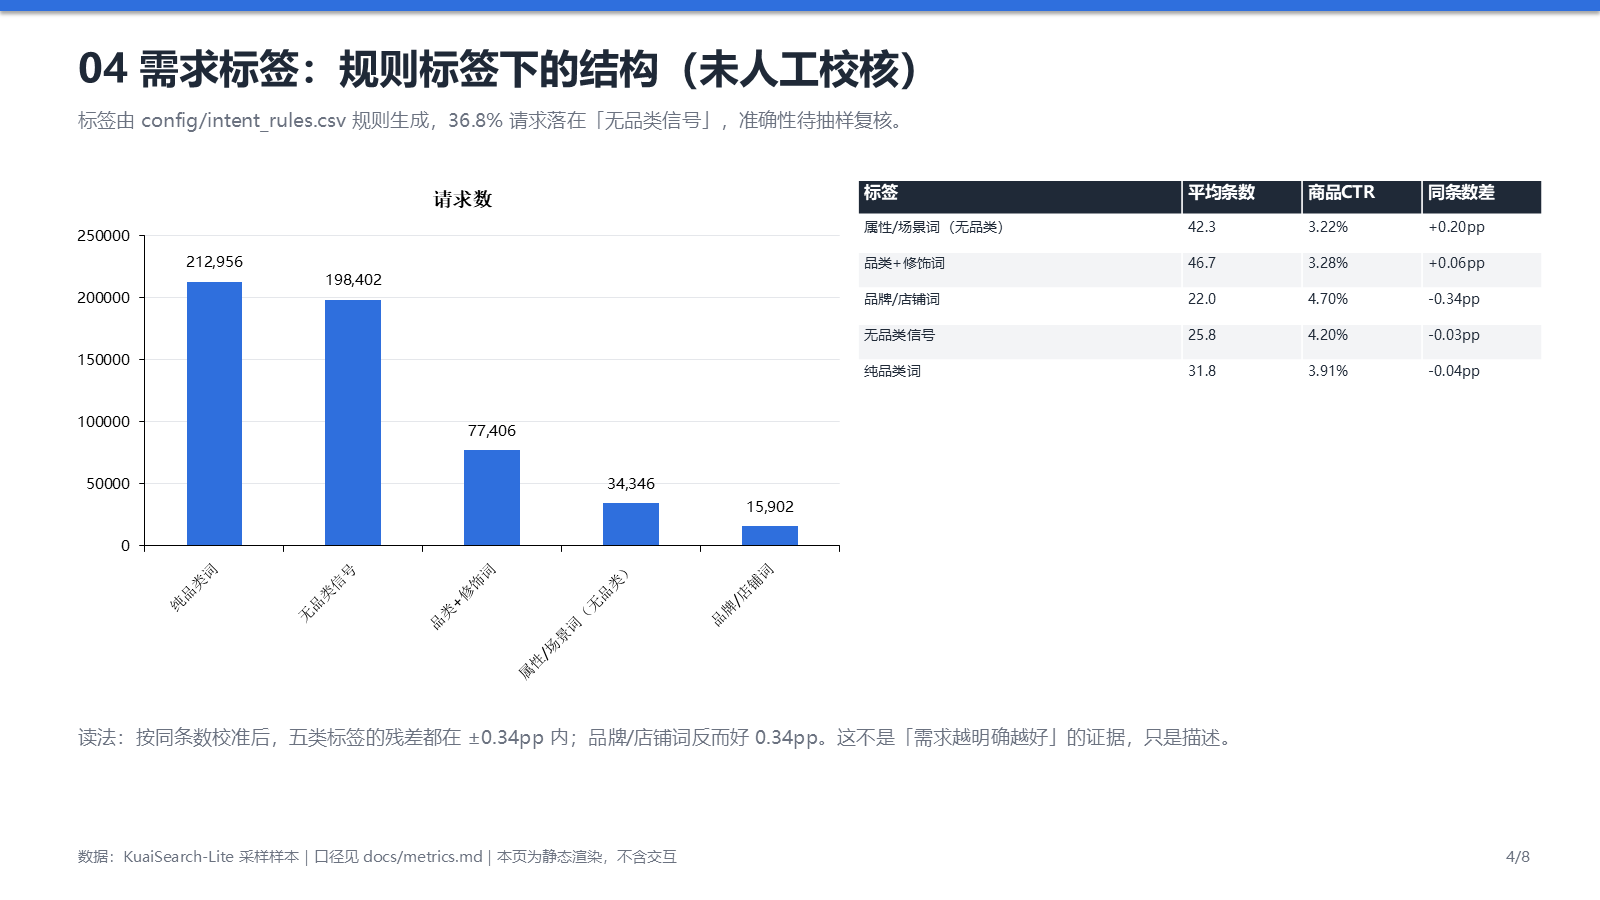 04 需求标签：规则标签下的结构（未人工校核）
标签由 config/intent_rules.csv 规则生成，36.8% 请求落在「无品类信号」，准确性待抽样复核。
请求数
250000
200000
150000
100000
50000
0
212,956
198,402
77,406
34,346
15,902
纯品类词
无品类信号
品类+修饰词
属性/场景词（无品类）
品牌/店铺词
标签 平均条数 商品CTR 同条数差
属性/场景词（无品类） 42.3 3.22% +0.20pp
品类+修饰词 46.7 3.28% +0.06pp
品牌/店铺词 22.0 4.70% -0.34pp
无品类信号 25.8 4.20% -0.03pp
纯品类词 31.8 3.91% -0.04pp
读法：按同条数校准后，五类标签的残差都在 ±0.34pp 内；品牌/店铺词反而好 0.34pp。这不是「需求越明确越好」的证据，只是描述。
数据：KuaiSearch-Lite 采样样本 | 口径见 docs/metrics.md | 本页为静态渲染，不含交互
4/8